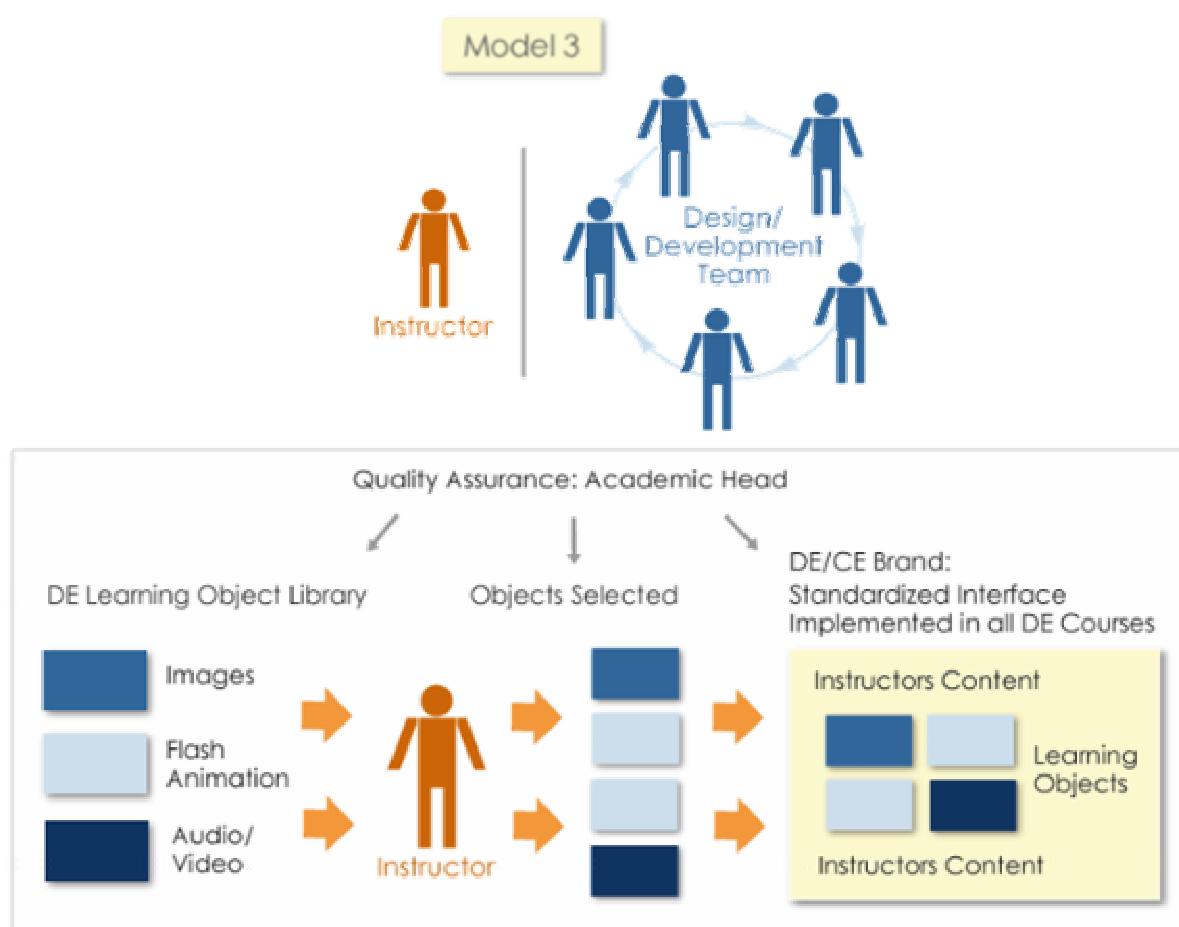 Model 3
Design/
Development
Team
Instructor
Quality Assurance: Academic Head
DE Learning Object Library
Objects Selected
DE/CE Brand:
Standardized Interface
Implemented in all DE Courses
Images
Flash
Animation
Audio/
Video
Instructor
Instructors Content
Learning
Objects
Instructors Content